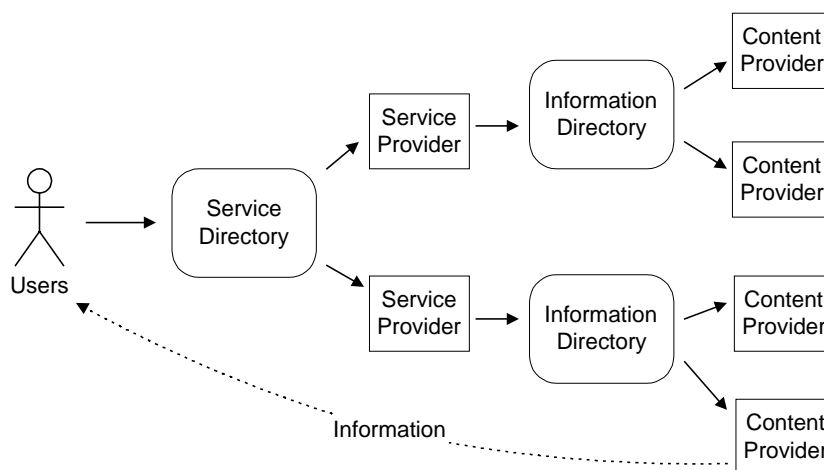 Content
Provider
Information
Directory
Service
Provider
Content
Provider
Service
Directory
Users
Service
Provider
Information
Directory
Content
Provider
Information
Content
Provider